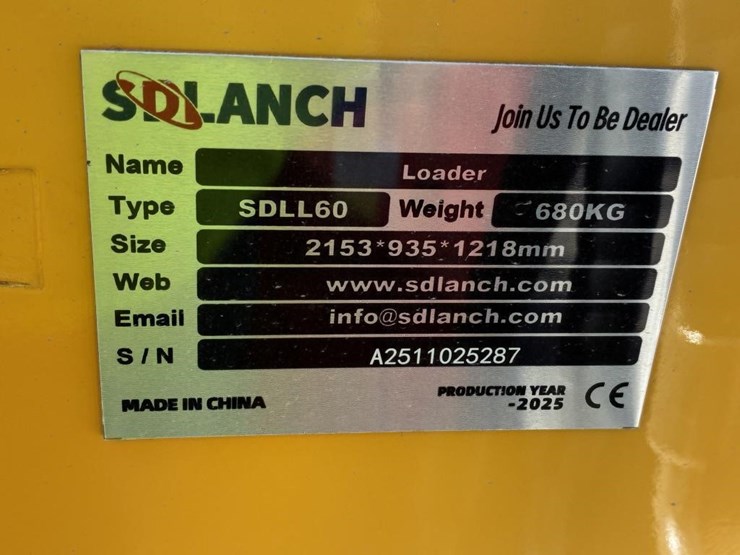 SDLANCH
Join Us To Be Dealer
Name Loader
Type SDLL60 Weight 680KG
Size 2153*935*1218mm
Web www.sdlanch.com
Email info@sdlanch.com
S/N A2511025287
MADE IN CHINA
PRODUCTION YEAR
-2025
CE